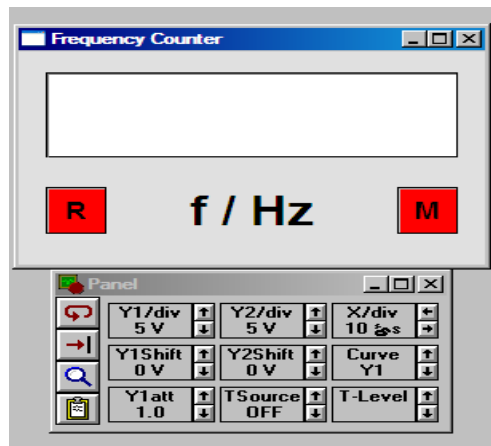 Frequency Counter
R f / Hz M
Panel
Y1/div Y2/div X/div
5 V 5 V 10 s
Y1Shift Y2Shift Curve
0 V 0 V Y1
Y1att TSource T-Level
1.0 OFF